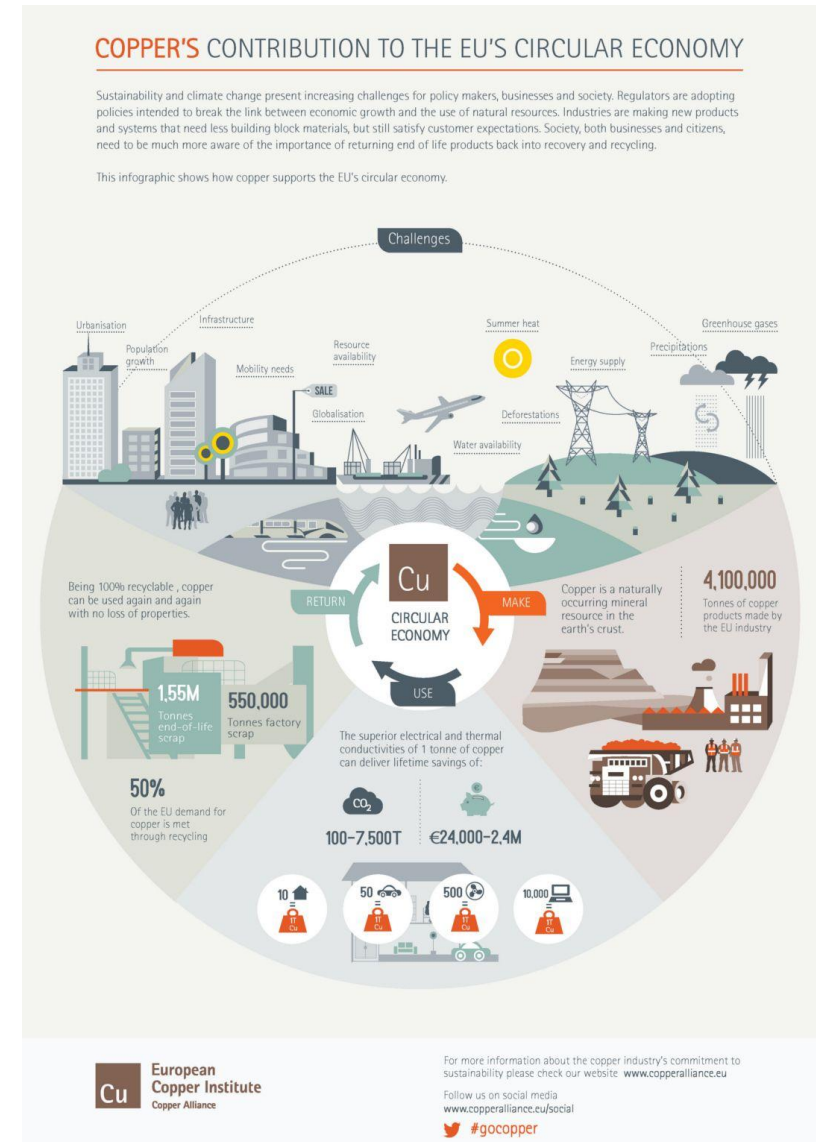 COPPER'S CONTRIBUTION TO THE EU'S CIRCULAR ECONOMY
Sustainability and climate change present increasing challenges for policy makers, businesses and society. Regulators are adopting
policies intended to break the link between economic growth and the use of natural resources. Industries are making new products
and systems that need less building block materials, but still satisfy customer expectations. Society, both businesses and citizens,
need to be much more aware of the importance of returning end of life products back into recovery and recycling.
This infographic shows how copper supports the EU's circular economy.
Challenges
Urbanisation
Population
growth
Infrastructure
Mobility needs
Resource
availability
SALE
Globalisation
Summer heat
Water availability
Deforestations
Energy supply
Precipitations
Greenhouse gases
Cu
CIRCULAR
ECONOMY
RETURN
MAKE
USE
Being 100% recyclable , copper
can be used again and again
with no loss of properties.
1,55M
Tonnes
end-of-life
scrap
550,000
Tonnes factory
scrap
50%
Of the EU demand for
copper is met
through recycling
Copper is a naturally
occurring mineral
resource in the
earth's crust.
4,100,000
Tonnes of copper
products made by
the EU industry
The superior electrical and thermal
conductivities of 1 tonne of copper
can deliver lifetime savings of:
CO2
100-7,500T
€
€24,000-2,4M
10
=
1T
Cu
50
=
1T
Cu
500
=
1T
Cu
10,000
=
1T
Cu
Cu
European
Copper Institute
Copper Alliance
For more information about the copper industry's commitment to
sustainability please check our website www.copperalliance.eu
Follow us on social media
www.copperalliance.eu/social
#gocopper